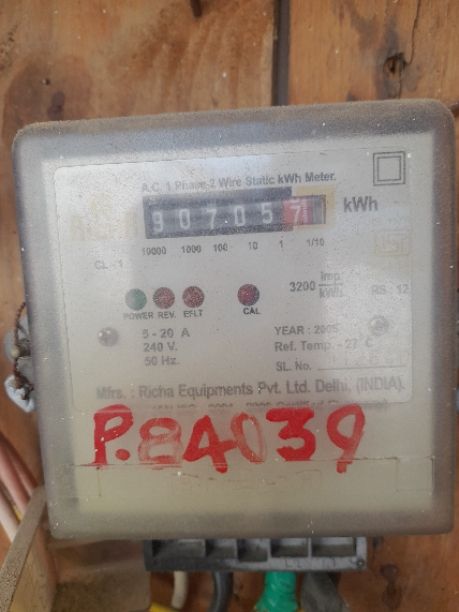 A.C. 1 Phase 2 Wire Static kWh Meter.
907057 kWh
10000 1000 100 10 1 1/10
CL - 1
3200 Imp/kWh RS - 12
POWER REV. E/LT CAL
5 - 20 A
240 V.
50 Hz.
YEAR : 2005
Ref. Temp. - 27°C
SL. No.
Mfrs. : Richa Equipments Pvt. Ltd. Delhi, (INDIA).
P.84039